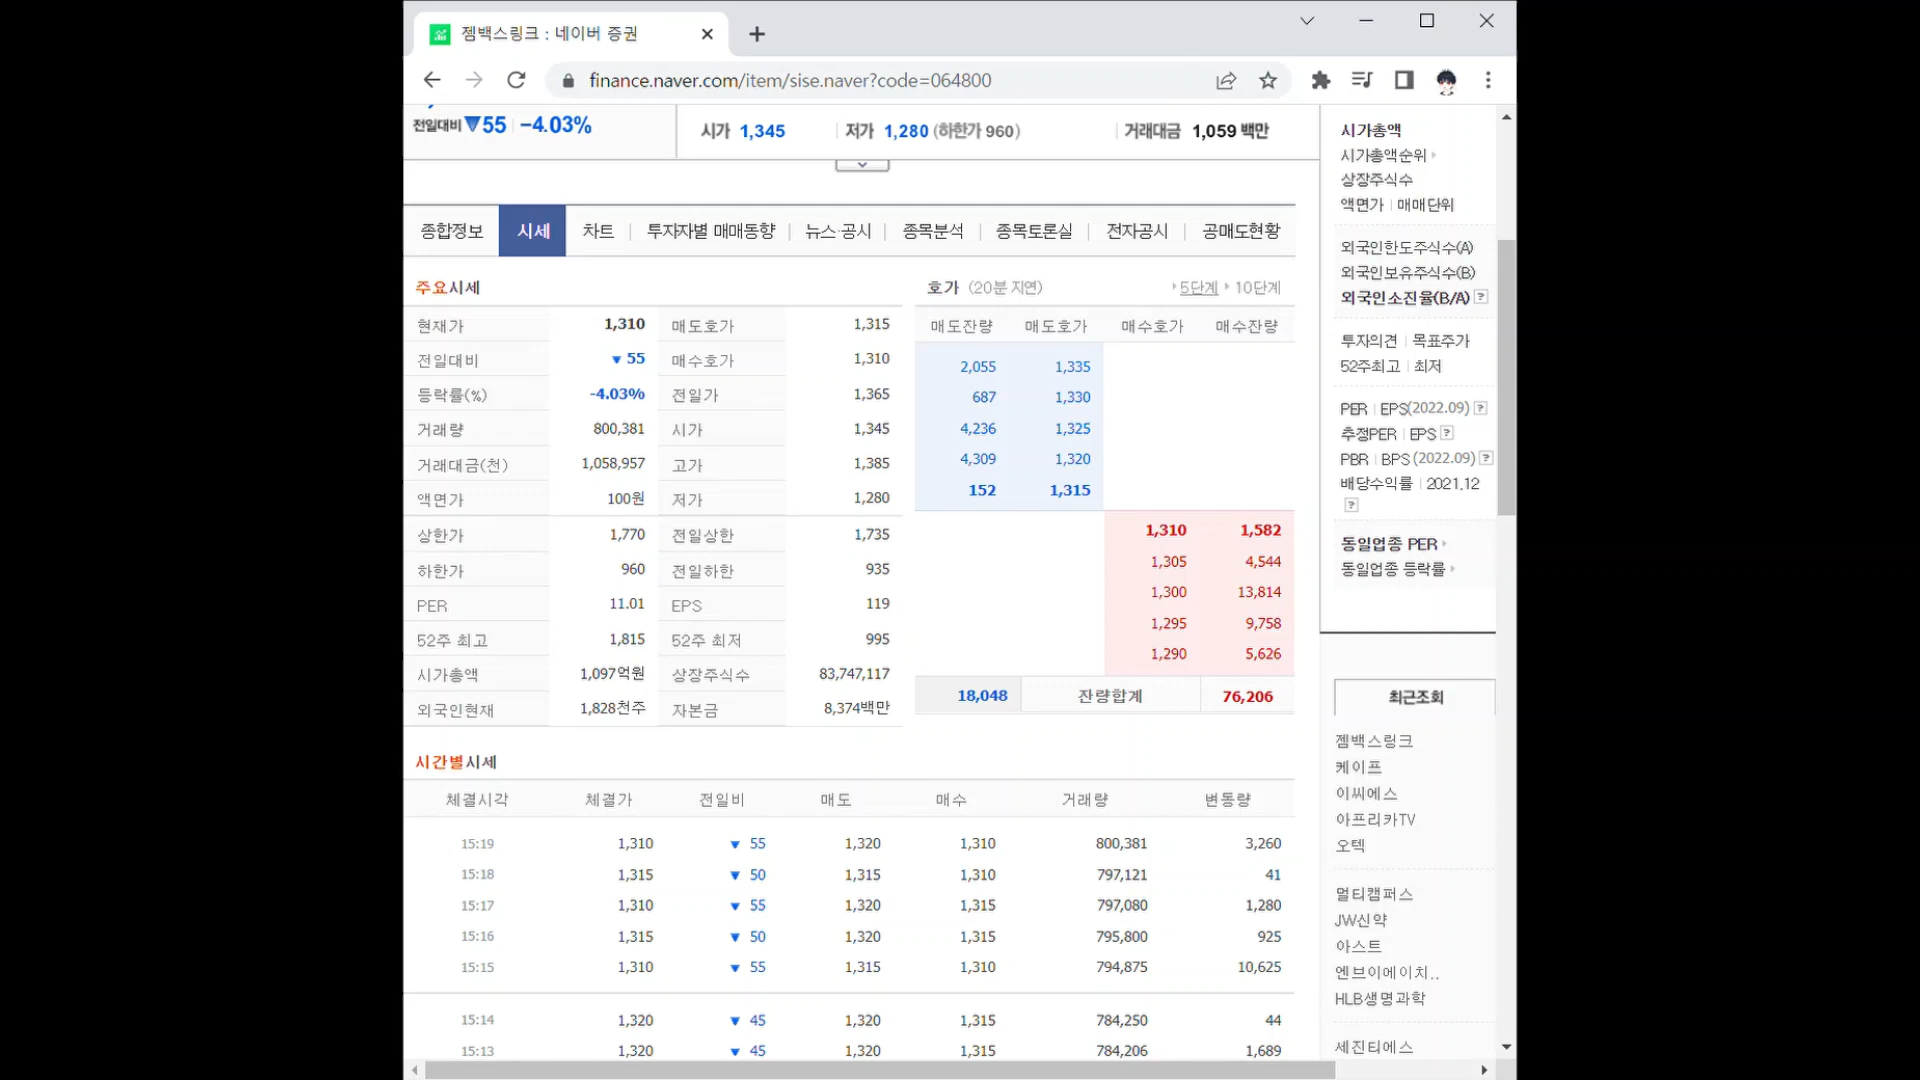 젬백스링크 : 네이버 증권
finance.naver.com/item/sise.naver?code=064800
전일대비 ▼55 | -4.03%
시가 1,345 | 저가 1,280 (하한가 960) | 거래대금 1,059 백만
종합정보 시세 차트 | 투자자별 매매동향 | 뉴스·공시 | 종목분석 | 종목토론실 | 전자공시 | 공매도현황
주요시세
현재가 1,310 매도호가 1,315
전일대비 ▼ 55 매수호가 1,310
등락률(%) -4.03% 전일가 1,365
거래량 800,381 시가 1,345
거래대금(천) 1,058,957 고가 1,385
액면가 100원 저가 1,280
상한가 1,770 전일상한 1,735
하한가 960 전일하한 935
PER 11.01 EPS 119
52주 최고 1,815 52주 최저 995
시가총액 1,097억원 상장주식수 83,747,117
외국인현재 1,828천주 자본금 8,374백만
호가 (20분 지연) 5단계 10단계
매도잔량 매도호가 매수호가 매수잔량
2,055 1,335
687 1,330
4,236 1,325
4,309 1,320
152 1,315
1,310 1,582
1,305 4,544
1,300 13,814
1,295 9,758
1,290 5,626
18,048 잔량합계 76,206
시간별시세
체결시각 체결가 전일비 매도 매수 거래량 변동량
15:19 1,310 ▼ 55 1,320 1,310 800,381 3,260
15:18 1,315 ▼ 50 1,315 1,310 797,121 41
15:17 1,310 ▼ 55 1,320 1,315 797,080 1,280
15:16 1,315 ▼ 50 1,320 1,315 795,800 925
15:15 1,310 ▼ 55 1,315 1,310 794,875 10,625
15:14 1,320 ▼ 45 1,320 1,315 784,250 44
15:13 1,320 ▼ 45 1,320 1,315 784,206 1,689
시가총액
시가총액순위
상장주식수
액면가 | 매매단위
외국인한도주식수(A)
외국인보유주식수(B)
외국인소진율(B/A) ?
투자의견 | 목표주가
52주최고 | 최저
PER | EPS(2022.09) ?
추정PER | EPS ?
PBR | BPS (2022.09) ?
배당수익률 | 2021.12
?
동일업종 PER
동일업종 등락률
최근조회
젬백스링크
케이프
이씨에스
아프리카TV
오텍
멀티캠퍼스
JW신약
아스트
엔브이에이치..
HLB생명과학
세진티에스